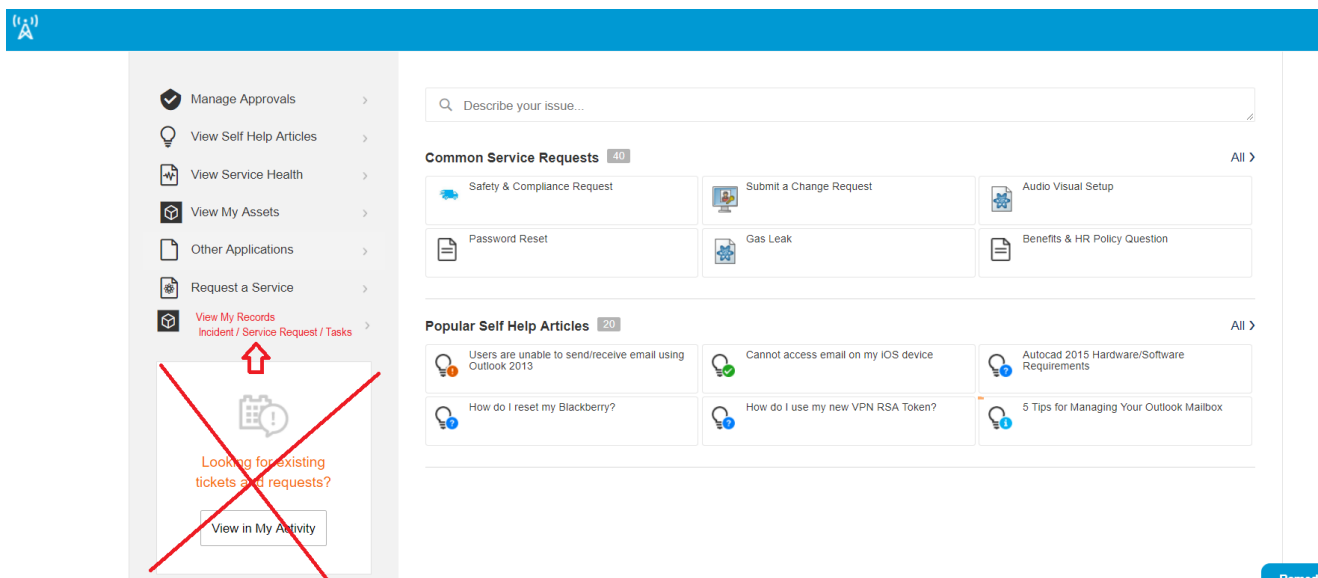 Manage Approvals
View Self Help Articles
View Service Health
View My Assets
Other Applications
Request a Service
View My Records
Incident / Service Request / Tasks
Looking for existing
tickets and requests?
View in My Activity
Describe your issue...
Common Service Requests 40
All
Safety & Compliance Request
Submit a Change Request
Audio Visual Setup
Password Reset
Gas Leak
Benefits & HR Policy Question
Popular Self Help Articles 20
All
Users are unable to send/receive email using
Outlook 2013
Cannot access email on my iOS device
Autocad 2015 Hardware/Software
Requirements
How do I reset my Blackberry?
How do I use my new VPN RSA Token?
5 Tips for Managing Your Outlook Mailbox